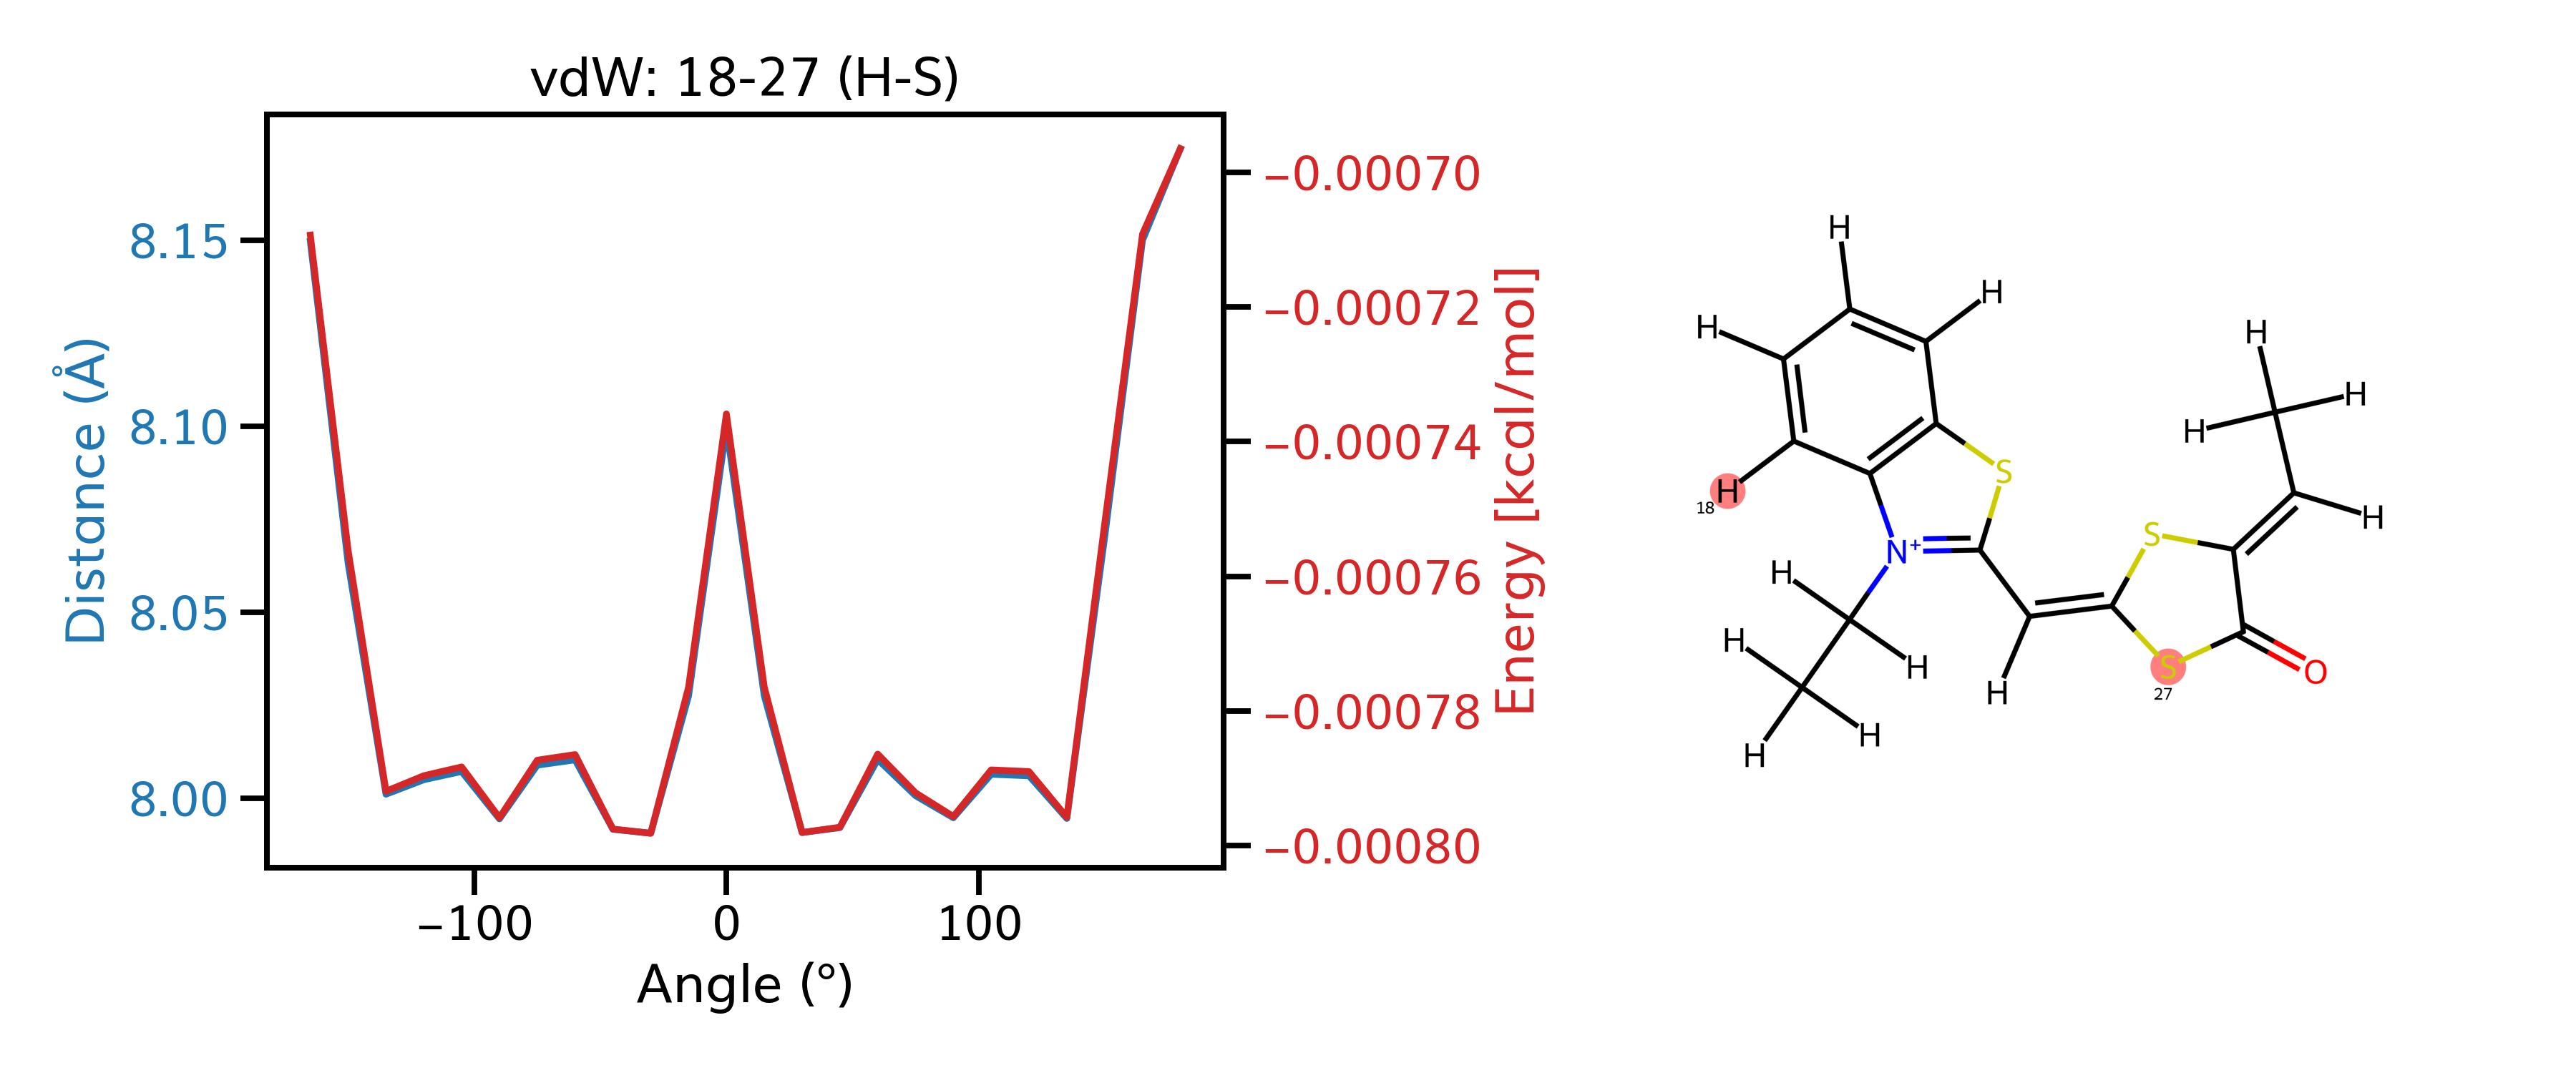 vdW: 18-27 (H-S)
8.15
8.10
8.05
8.00
Distance (Å)
−100
0
100
Angle (°)
−0.00070
−0.00072
−0.00074
−0.00076
−0.00078
−0.00080
Energy [kcal/mol]
H
H
H
H
H
H
S
H
H
18
S
H
N+
H
H
H
H
S
27
O
H
H
H